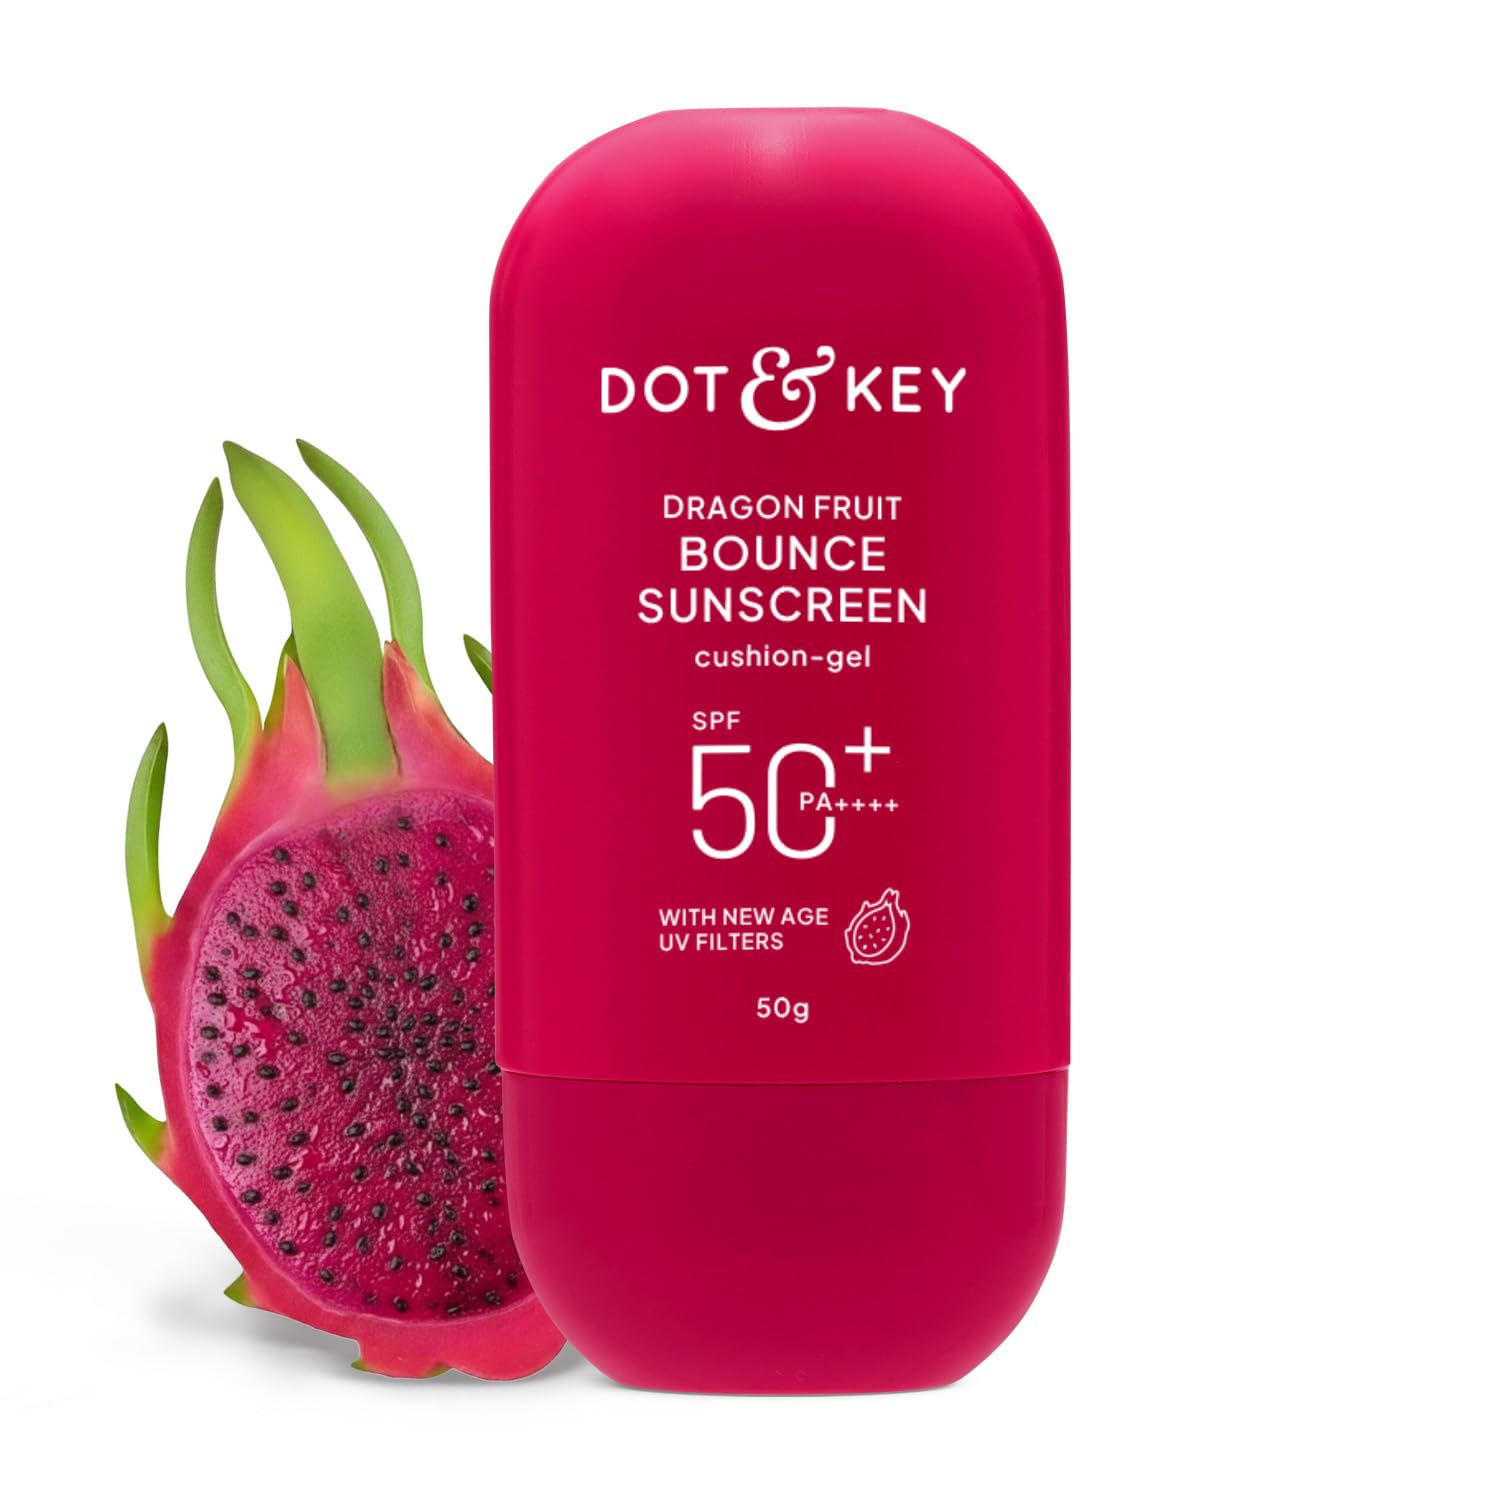 DOT & KEY
DRAGON FRUIT
BOUNCE
SUNSCREEN
cushion-gel
SPF
50+
PA++++
WITH NEW AGE
UV FILTERS
50g